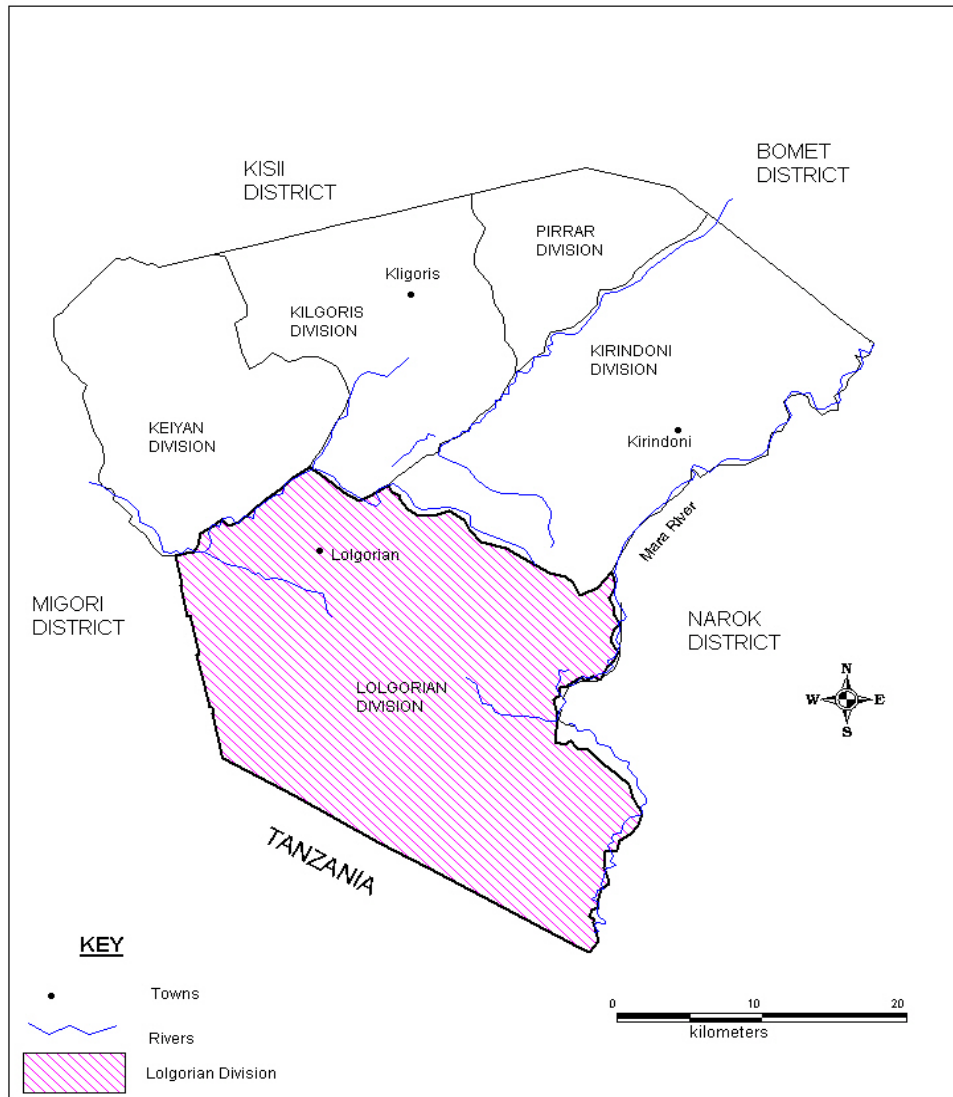 KISII
DISTRICT
BOMET
DISTRICT
PIRRAR
DIVISION
Kligoris
KILGORIS
DIVISION
KIRINDONI
DIVISION
KEIYAN
DIVISION
Kirindoni
Mara River
Lolgorian
MIGORI
DISTRICT
NAROK
DISTRICT
LOLGORIAN
DIVISION
N
W E
S
TANZANIA
KEY
Towns
Rivers
Lolgorian Division
0 10 20
kilometers